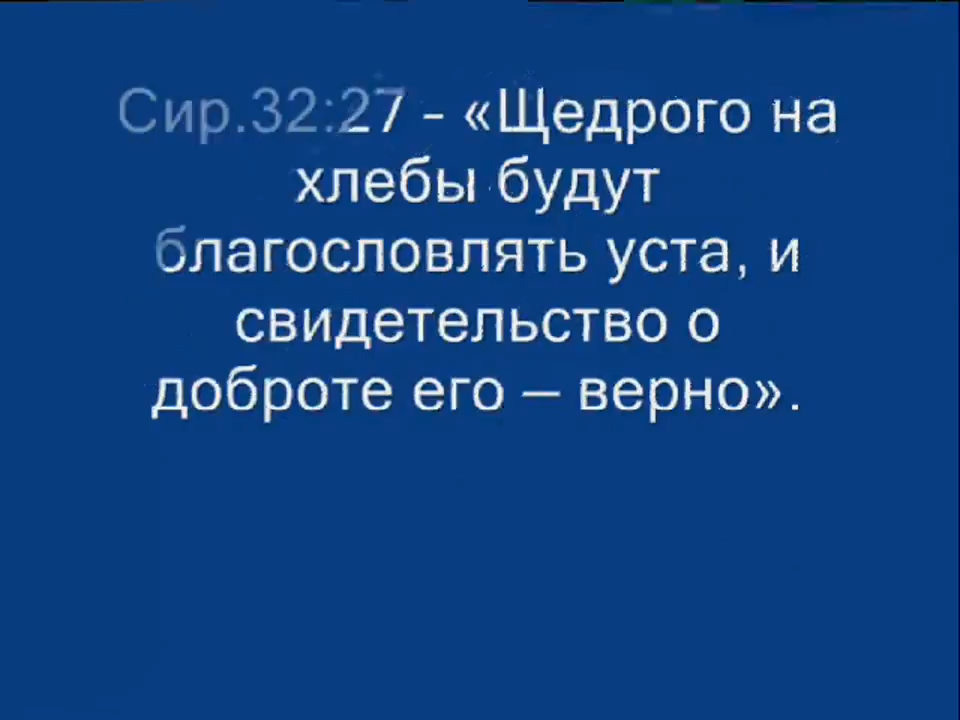 Сир.32:27 – «Щедрого на
хлебы будут
благословлять уста, и
свидетельство о
доброте его – верно».